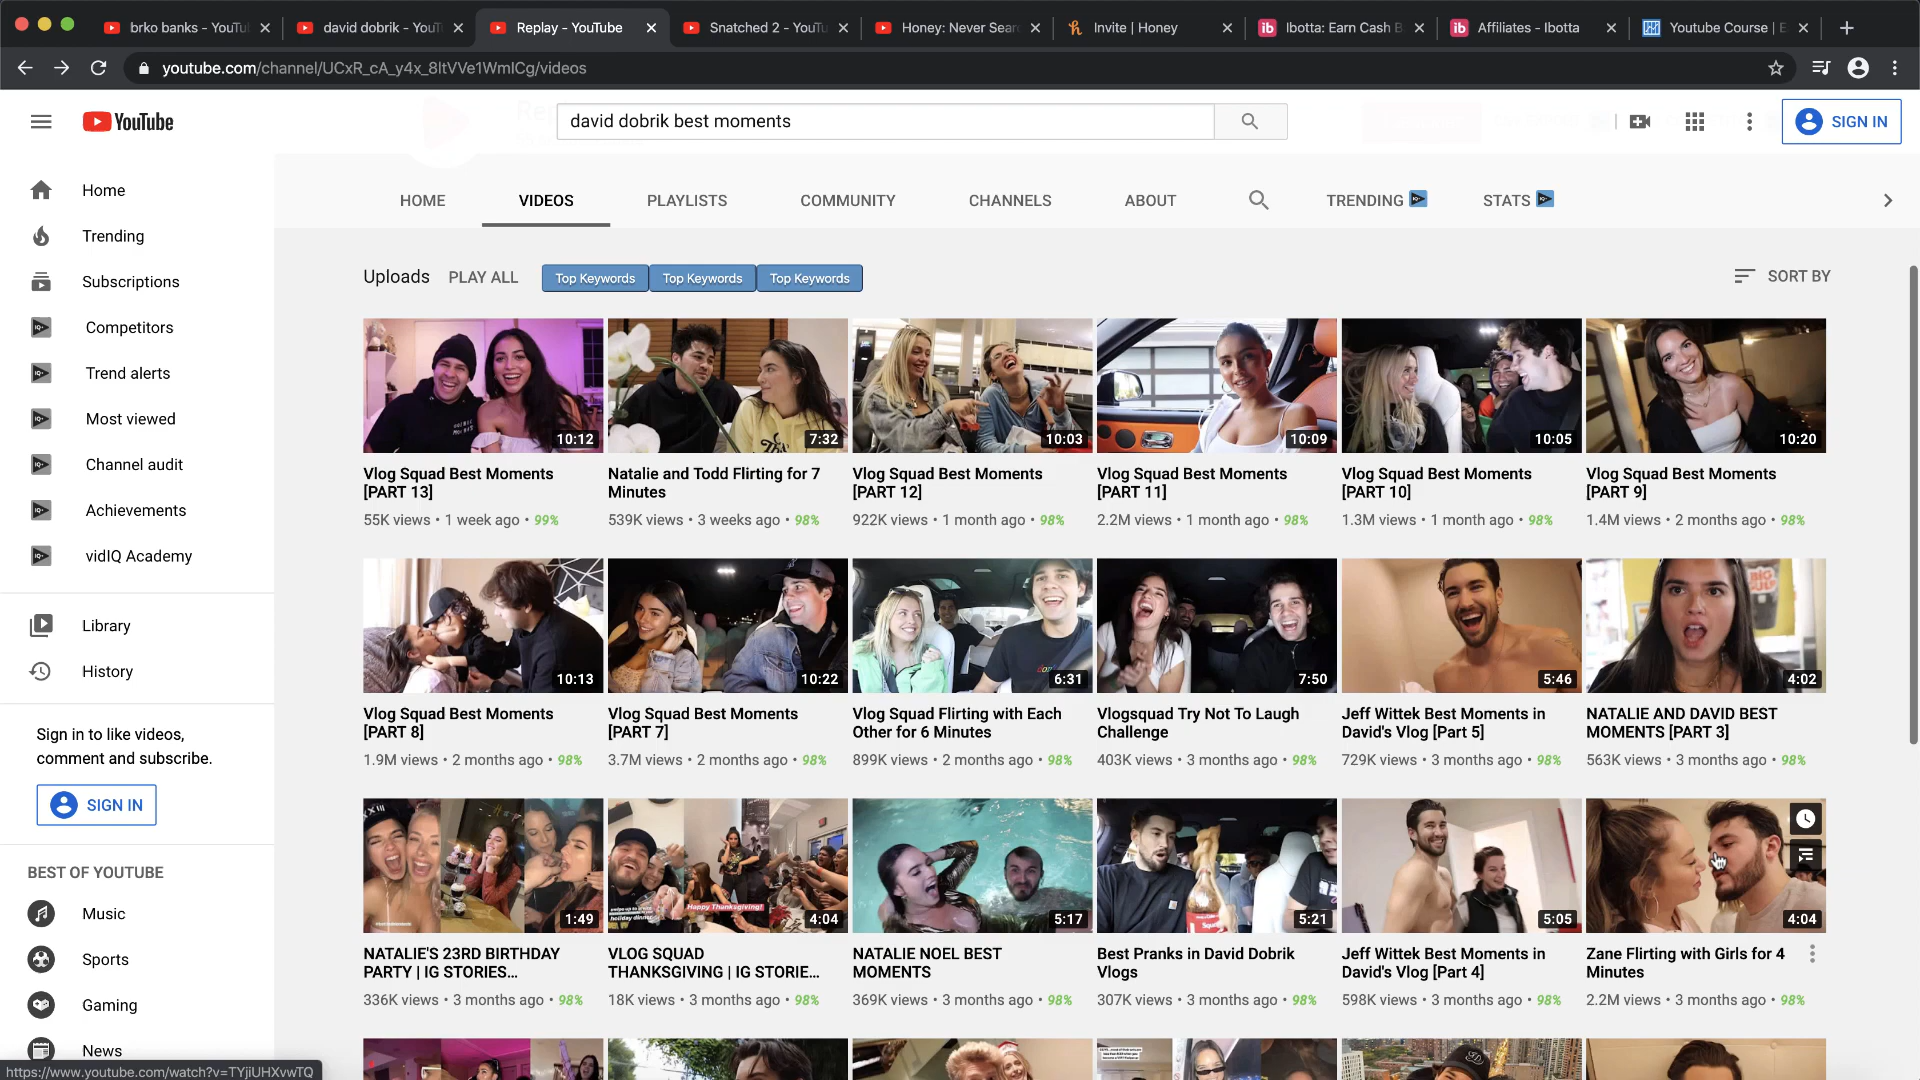 brko banks - YouTu
david dobrik - YouT
Replay - YouTube
Snatched 2 - YouTu
Honey: Never Sear
Invite | Honey
Ibotta: Earn Cash B
Affiliates - Ibotta
Youtube Course | E
youtube.com/channel/UCxR_cA_y4x_8ltVVe1WmlCg/videos
YouTube
david dobrik best moments
SIGN IN
HOME
VIDEOS
PLAYLISTS
COMMUNITY
CHANNELS
ABOUT
TRENDING
STATS
Home
Trending
Subscriptions
Competitors
Trend alerts
Most viewed
Channel audit
Achievements
vidIQ Academy
Library
History
Sign in to like videos,
comment and subscribe.
SIGN IN
BEST OF YOUTUBE
Music
Sports
Gaming
News
https://www.youtube.com/watch?v=TYjiUHXvwTQ
Uploads PLAY ALL Top Keywords Top Keywords Top Keywords
SORT BY
10:12
Vlog Squad Best Moments
[PART 13]
55K views • 1 week ago • 99%
7:32
Natalie and Todd Flirting for 7
Minutes
539K views • 3 weeks ago • 98%
10:03
Vlog Squad Best Moments
[PART 12]
922K views • 1 month ago • 98%
10:09
Vlog Squad Best Moments
[PART 11]
2.2M views • 1 month ago • 98%
10:05
Vlog Squad Best Moments
[PART 10]
1.3M views • 1 month ago • 98%
10:20
Vlog Squad Best Moments
[PART 9]
1.4M views • 2 months ago • 98%
10:13
Vlog Squad Best Moments
[PART 8]
1.9M views • 2 months ago • 98%
10:22
Vlog Squad Best Moments
[PART 7]
3.7M views • 2 months ago • 98%
6:31
Vlog Squad Flirting with Each
Other for 6 Minutes
899K views • 2 months ago • 98%
7:50
Vlogsquad Try Not To Laugh
Challenge
403K views • 3 months ago • 98%
5:46
Jeff Wittek Best Moments in
David's Vlog [Part 5]
729K views • 3 months ago • 98%
4:02
NATALIE AND DAVID BEST
MOMENTS [PART 3]
563K views • 3 months ago • 98%
1:49
NATALIE'S 23RD BIRTHDAY
PARTY | IG STORIES...
336K views • 3 months ago • 98%
Happy Thanksgiving!
4:04
VLOG SQUAD
THANKSGIVING | IG STORIE...
18K views • 3 months ago • 98%
5:17
NATALIE NOEL BEST
MOMENTS
369K views • 3 months ago • 98%
5:21
Best Pranks in David Dobrik
Vlogs
307K views • 3 months ago • 98%
5:05
Jeff Wittek Best Moments in
David's Vlog [Part 4]
598K views • 3 months ago • 98%
4:04
Zane Flirting with Girls for 4
Minutes
2.2M views • 3 months ago • 98%